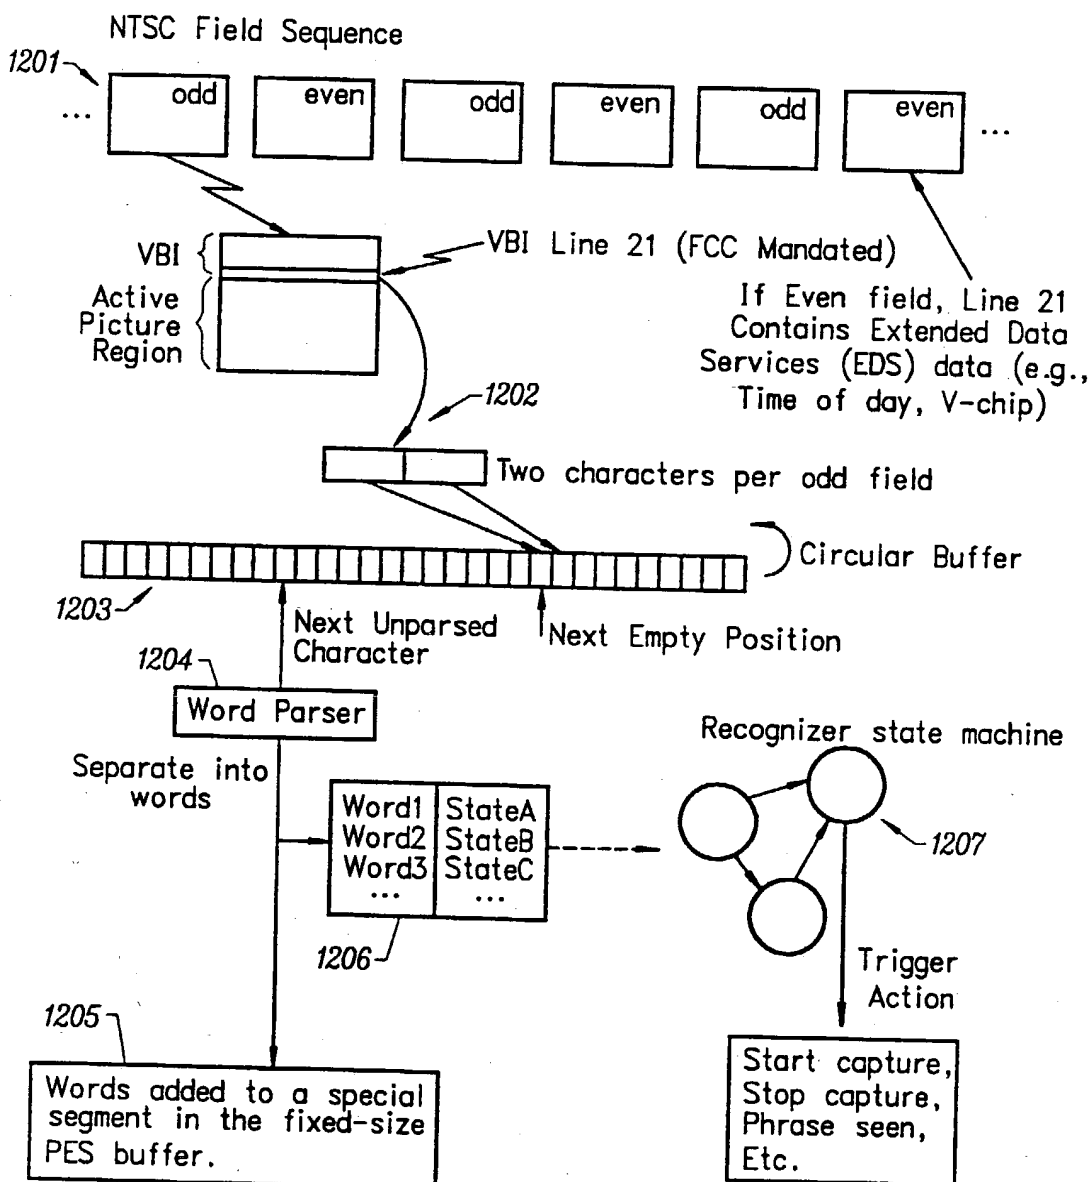 NTSC Field Sequence
1201
... odd even odd even odd even ...
VBI
VBI Line 21 (FCC Mandated)
Active
Picture
Region
If Even field, Line 21
Contains Extended Data
Services (EDS) data (e.g.,
Time of day, V-chip)
1202
Two characters per odd field
Circular Buffer
1203
Next Unparsed
Character
Next Empty Position
1204
Word Parser
Separate into
words
Recognizer state machine
Word1 StateA
Word2 StateB
Word3 StateC
... ...
1206
1207
Trigger
Action
1205
Words added to a special
segment in the fixed-size
PES buffer.
Start capture,
Stop capture,
Phrase seen,
Etc.